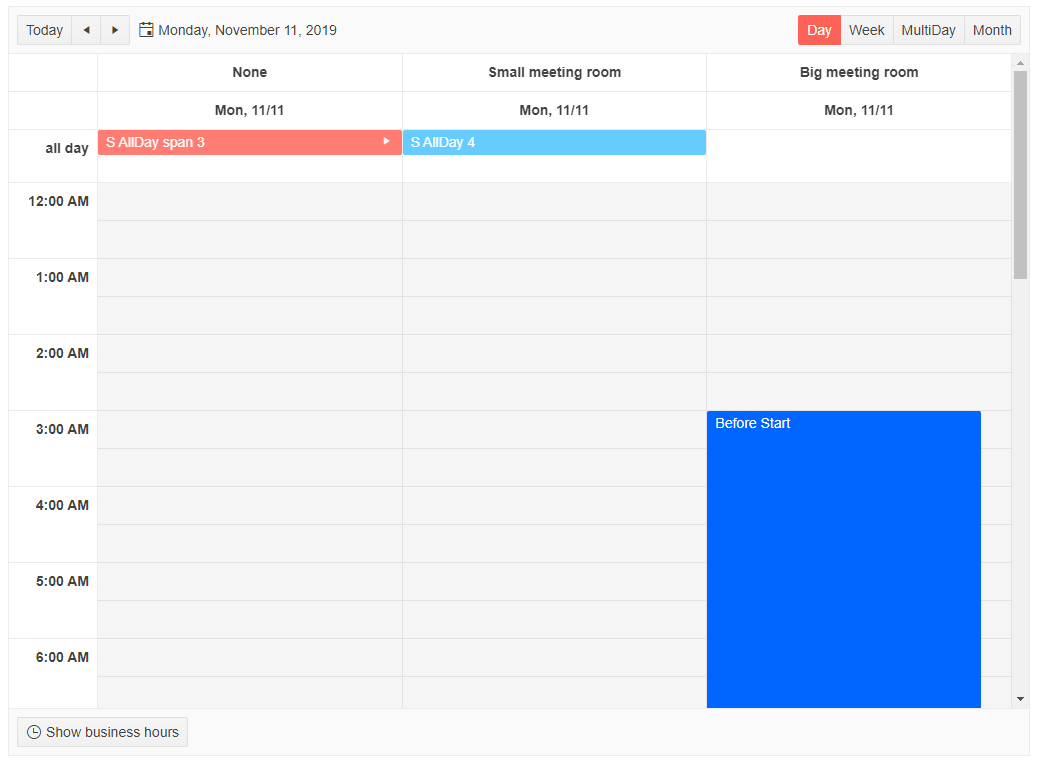 Today Monday, November 11, 2019 Day Week MultiDay Month
None Small meeting room Big meeting room
Mon, 11/11 Mon, 11/11 Mon, 11/11
all day S AllDay span 3 S AllDay 4
12:00 AM
1:00 AM
2:00 AM
3:00 AM Before Start
4:00 AM
5:00 AM
6:00 AM
Show business hours